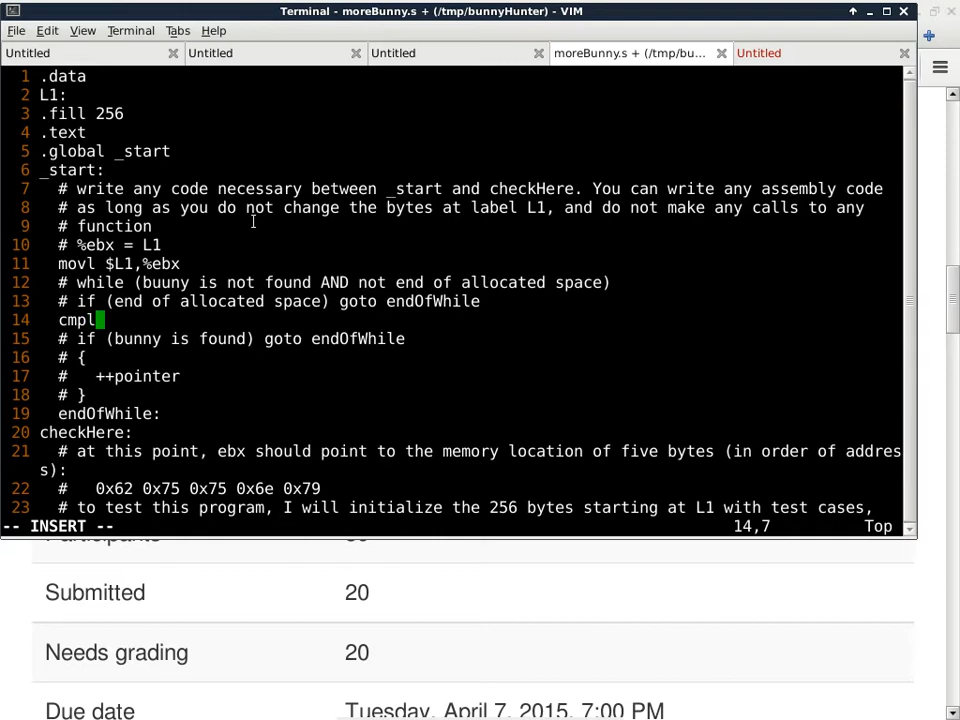 Terminal - moreBunny.s + (/tmp/bunnyHunter) - VIM
File Edit View Terminal Tabs Help
Untitled Untitled Untitled moreBunny.s + (/tmp/bu... Untitled
1 .data
2 L1:
3 .fill 256
4 .text
5 .global _start
6 _start:
7 # write any code necessary between _start and checkHere. You can write any assembly code
8 # as long as you do not change the bytes at label L1, and do not make any calls to any
9 # function
10 # %ebx = L1
11 movl $L1,%ebx
12 # while (buuny is not found AND not end of allocated space)
13 # if (end of allocated space) goto endOfWhile
14 cmpl
15 # if (bunny is found) goto endOfWhile
16 # {
17 #   ++pointer
18 # }
19 endOfWhile:
20 checkHere:
21 # at this point, ebx should point to the memory location of five bytes (in order of addres
s):
22 #   0x62 0x75 0x75 0x6e 0x79
23 # to test this program, I will initialize the 256 bytes starting at L1 with test cases,
-- INSERT -- 14,7 Top
Submitted 20
Needs grading 20
Due date Tuesday, April 7, 2015, 7:00 PM